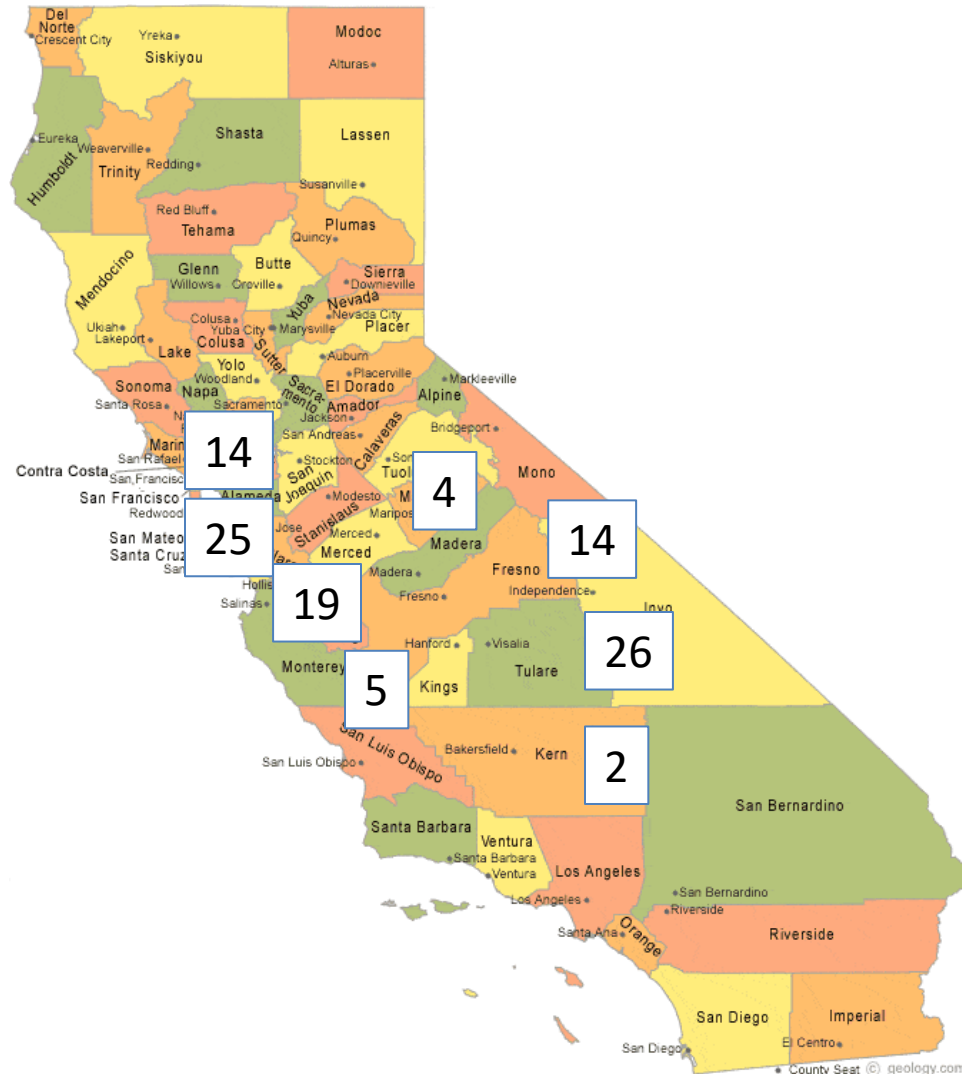 Del
Norte
Crescent City
Yreka
Siskiyou
Modoc
Alturas
Eureka
Humboldt
Weaverville
Trinity
Redding
Shasta
Lassen
Susanville
Red Bluff
Tehama
Plumas
Quincy
Mendocino
Glenn
Willows
Butte
Oroville
Sierra
Downieville
Yuba
Nevada
Nevada City
Placer
Ukiah
Lakeport
Lake
Colusa
Colusa
Yuba City
Sutter
Marysville
Auburn
Yolo
Woodland
Placerville
El Dorado
Sonoma
Santa Rosa
Napa
Sacramento
Sacra-
mento
Amador
Jackson
Alpine
Markleeville
Bridgeport
Marin
San Rafael
14
San Andreas
Calaveras
Stockton
San
Joaquin
Mono
Contra Costa
San Francisco
Alameda
4
Modesto
Stanislaus
Redwood
San Mateo
Santa Cruz
25
Jose
Merced
Merced
Madera
Madera
14
Fresno
Fresno
Independence
Inyo
Salinas
19
Hanford
Visalia
26
Monterey
5
Kings
Tulare
San Luis Obispo
San Luis Obispo
Bakersfield
Kern
2
San Bernardino
Santa Barbara
Santa Barbara
Ventura
Ventura
Los Angeles
Los Angeles
San Bernardino
Riverside
Riverside
Santa Ana
Orange
San Diego
San Diego
Imperial
El Centro
County Seat © geology.com